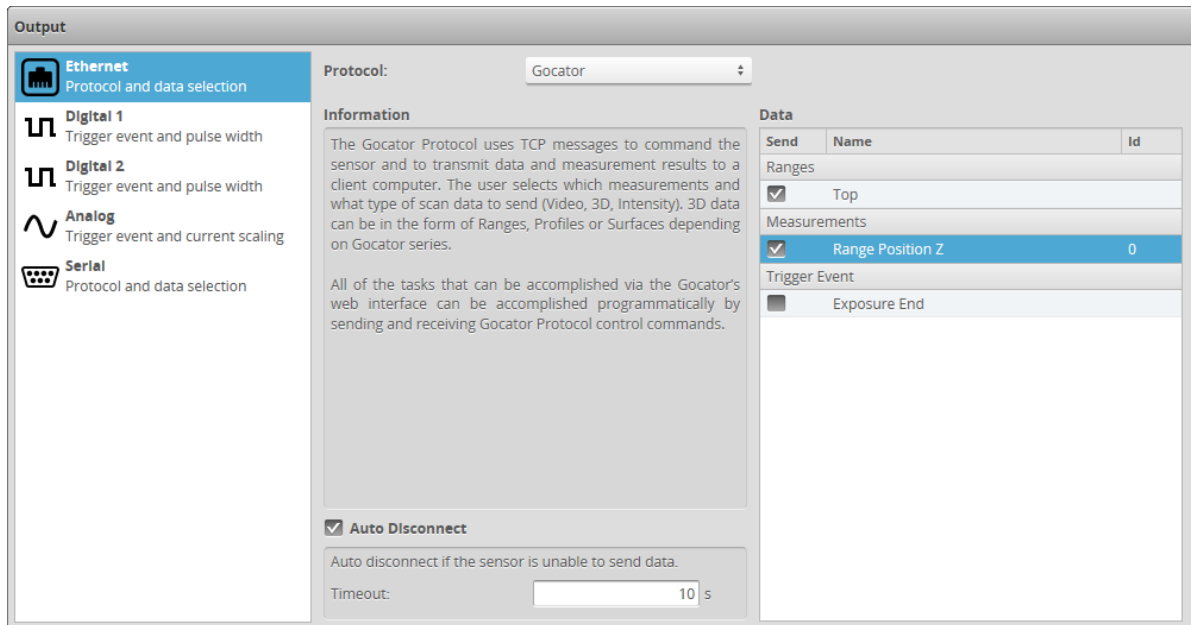 Output
Ethernet
Protocol and data selection
Digital 1
Trigger event and pulse width
Digital 2
Trigger event and pulse width
Analog
Trigger event and current scaling
Serial
Protocol and data selection
Protocol:
Gocator
Information
The Gocator Protocol uses TCP messages to command the
sensor and to transmit data and measurement results to a
client computer. The user selects which measurements and
what type of scan data to send (Video, 3D, Intensity). 3D data
can be in the form of Ranges, Profiles or Surfaces depending
on Gocator series.
All of the tasks that can be accomplished via the Gocator's
web interface can be accomplished programmatically by
sending and receiving Gocator Protocol control commands.
Auto Disconnect
Auto disconnect if the sensor is unable to send data.
Timeout: 10 s
Data
Send Name Id
Ranges
Top
Measurements
Range Position Z 0
Trigger Event
Exposure End